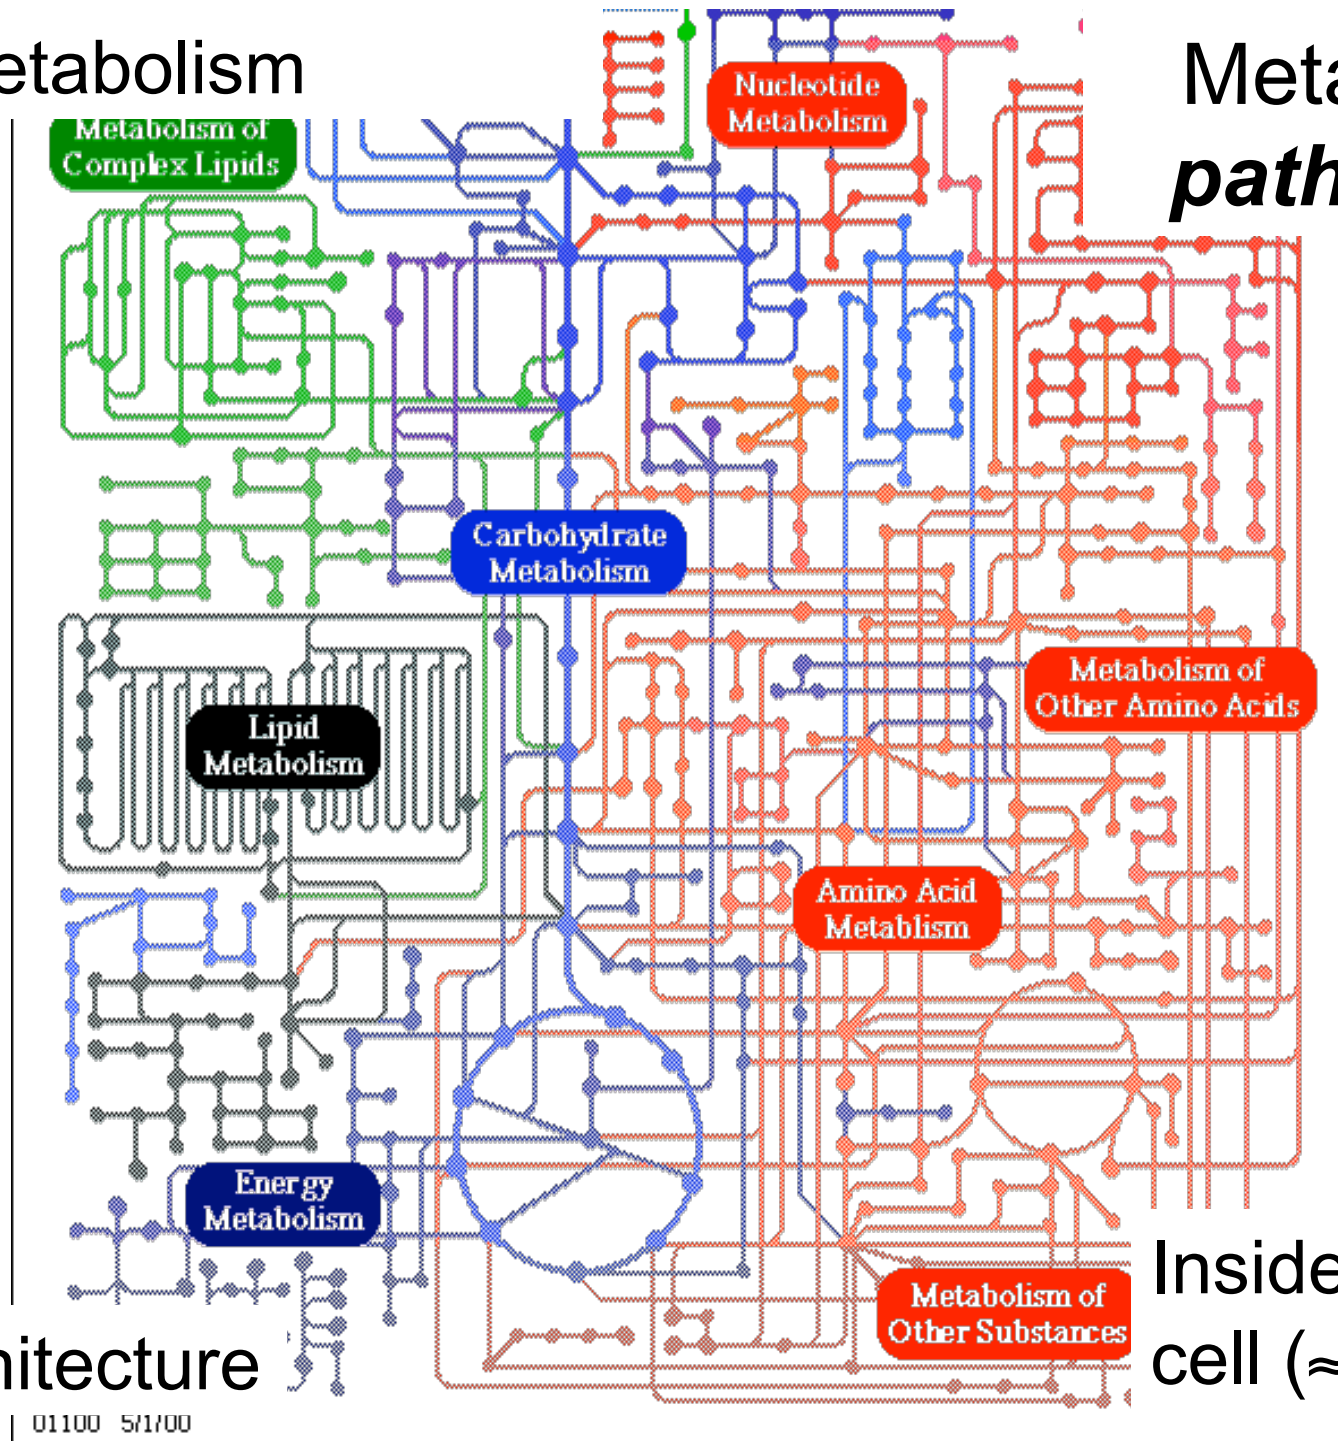 etabolism
Meta
path
Nucleotide
Metabolism
Metabolism of
Complex Lipids
Carbohydrate
Metabolism
Metabolism of
Other Amino Acids
Lipid
Metabolism
Amino Acid
Metablism
Energy
Metabolism
Inside
cell (≈
Metabolism of
Other Substances
hitecture
01100 5/1/00